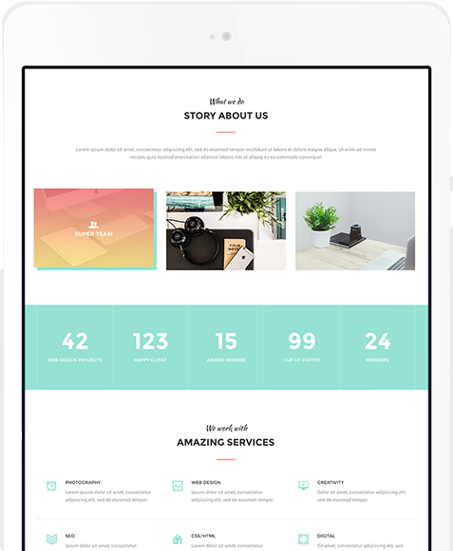 What we do
STORY ABOUT US
Lorem ipsum dolor sit amet, consectetur adipiscing elit, sed do eiusmod tempor incididunt ut labore et dolore magna aliqua. Ut enim ad minim
veniam, quis nostrud exercitation ullamco laboris nisi ut aliquip ex ea commodo consequat.
SUPER TEAM
42 123 15 99 24
WEB DESIGN PROJECTS HAPPY CLIENT AWARD WINNER CUP OF COFFEE MEMBERS
We work with
AMAZING SERVICES
PHOTOGRAPHY WEB DESIGN CREATIVITY
Lorem ipsum dolor sit amet, consectetur Lorem ipsum dolor sit amet, consectetur Lorem ipsum dolor sit amet, consectetur adipiscing elit,
adipiscing elit, sed do eiusmod tempor. adipiscing elit, sed do eiusmod tempor. sed do eiusmod tempor.
SEO CSS/HTML DIGITAL
Lorem ipsum dolor sit amet, consectetur Lorem ipsum dolor sit amet, consectetur Lorem ipsum dolor sit amet, consectetur adipiscing elit, sed